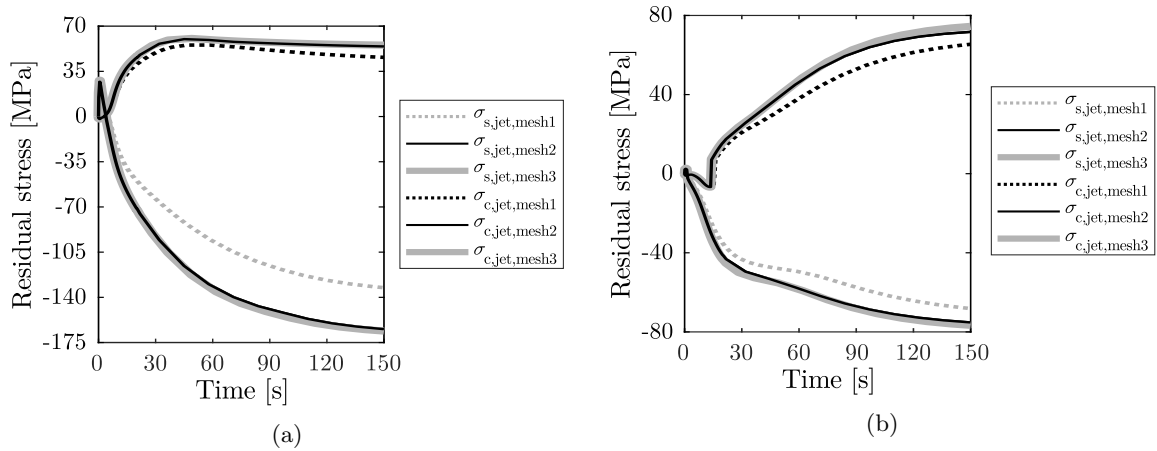 70
35
0
-35
-70
-105
-140
-175
Residual stress [MPa]
0 30 60 90 120 150
Time [s]
σs,jet,mesh1
σs,jet,mesh2
σs,jet,mesh3
σc,jet,mesh1
σc,jet,mesh2
σc,jet,mesh3
(a)
80
40
0
-40
-80
Residual stress [MPa]
0 30 60 90 120 150
Time [s]
σs,jet,mesh1
σs,jet,mesh2
σs,jet,mesh3
σc,jet,mesh1
σc,jet,mesh2
σc,jet,mesh3
(b)